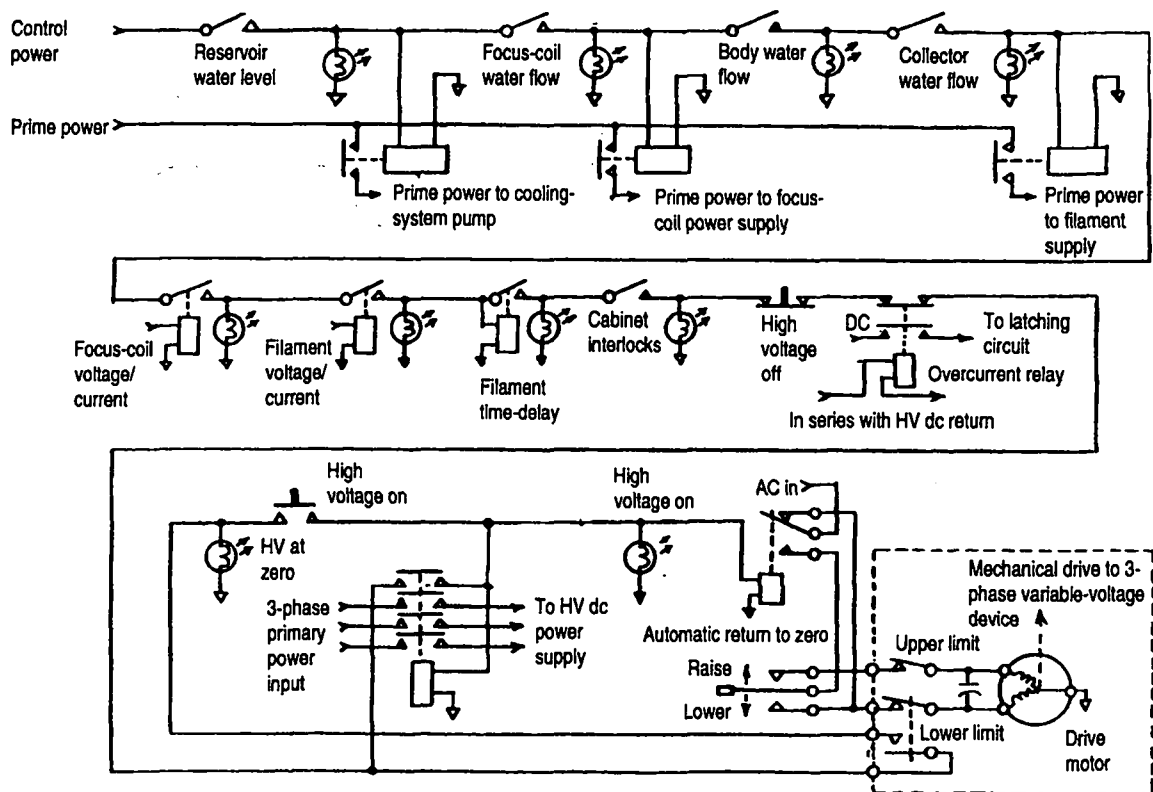 Control
power
Reservoir
water level
Focus-coil
water flow
Body water
flow
Collector
water flow
Prime power
Prime power to cooling-
system pump
Prime power to focus-
coil power supply
Prime power
to filament
supply
Focus-coil
voltage/
current
Filament
voltage/
current
Filament
time-delay
Cabinet
interlocks
High
voltage
off
DC
To latching
circuit
Overcurrent relay
In series with HV dc return
High
voltage on
HV at
zero
3-phase
primary
power
input
To HV dc
power
supply
High
voltage on
AC in
Automatic return to zero
Raise
Lower
Mechanical drive to 3-
phase variable-voltage
device
Upper limit
Lower limit
Drive
motor